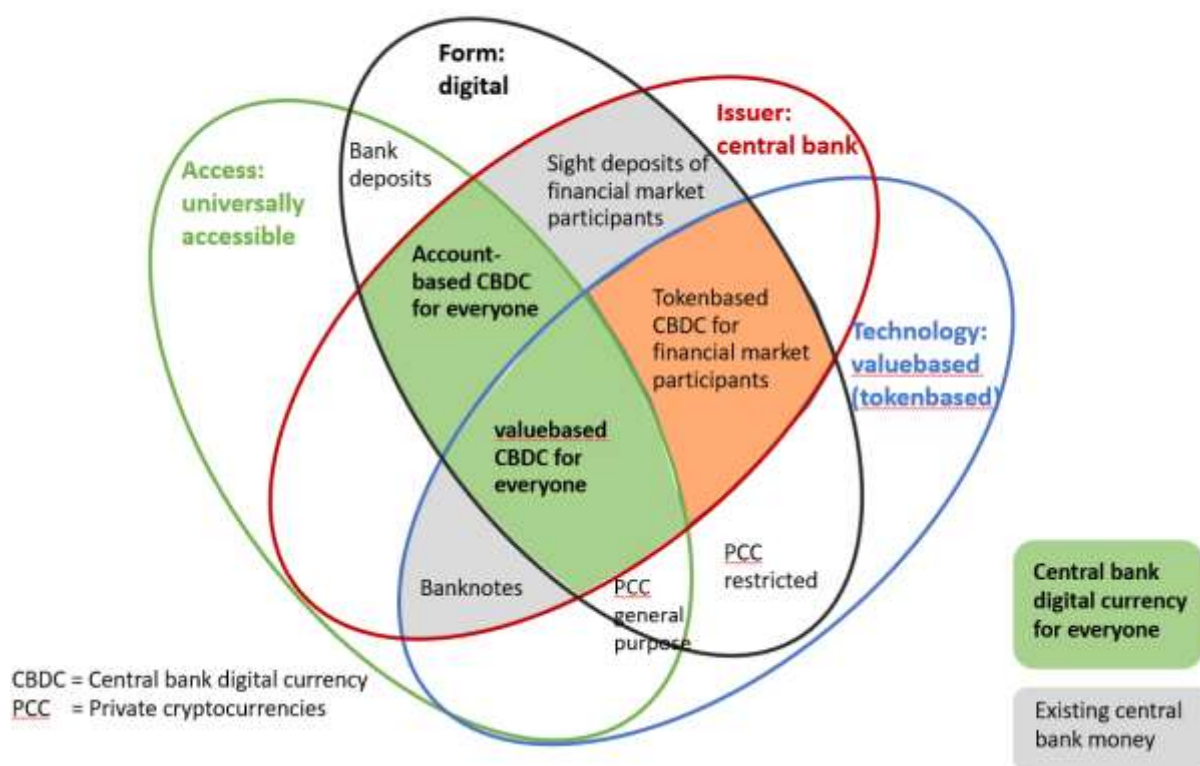 Form:
digital
Issuer:
central bank
Access:
universally
accessible
Bank
deposits
Sight deposits of
financial market
participants
Account-
based CBDC
for everyone
Tokenbased
CBDC for
financial market
participants
Technology:
valuebased
(tokenbased)
valuebased
CBDC for
everyone
Banknotes
PCC
general
purpose
PCC
restricted
Central bank
digital currency
for everyone
CBDC = Central bank digital currency
PCC = Private cryptocurrencies
Existing central
bank money